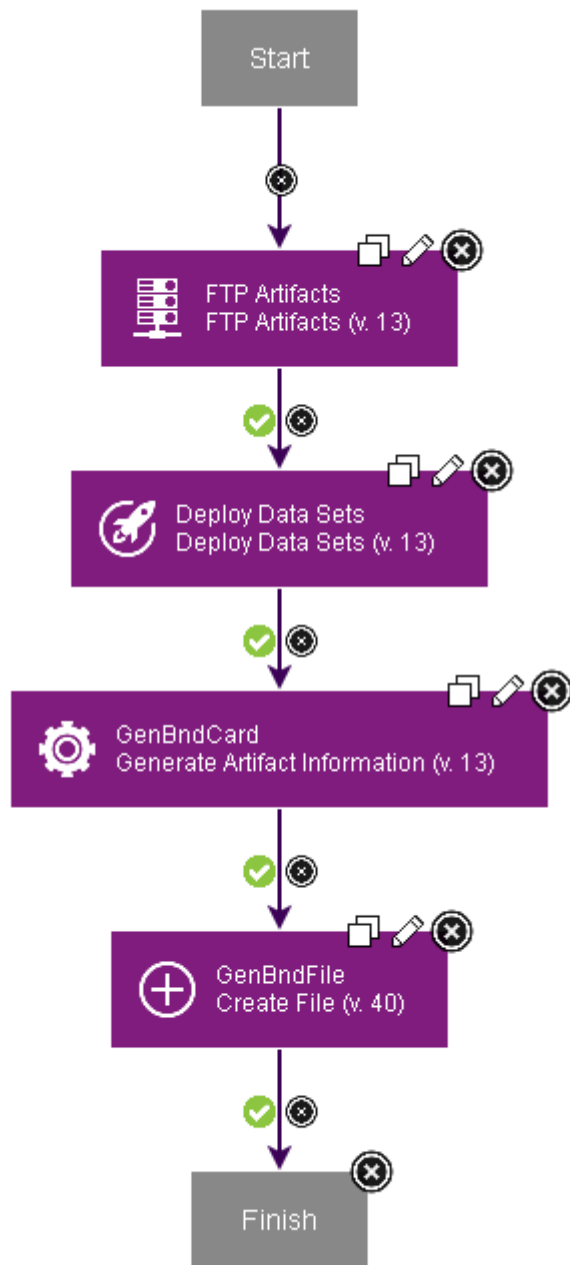 Start
FTP Artifacts
FTP Artifacts (v. 13)
Deploy Data Sets
Deploy Data Sets (v. 13)
GenBndCard
Generate Artifact Information (v. 13)
GenBndFile
Create File (v. 40)
Finish